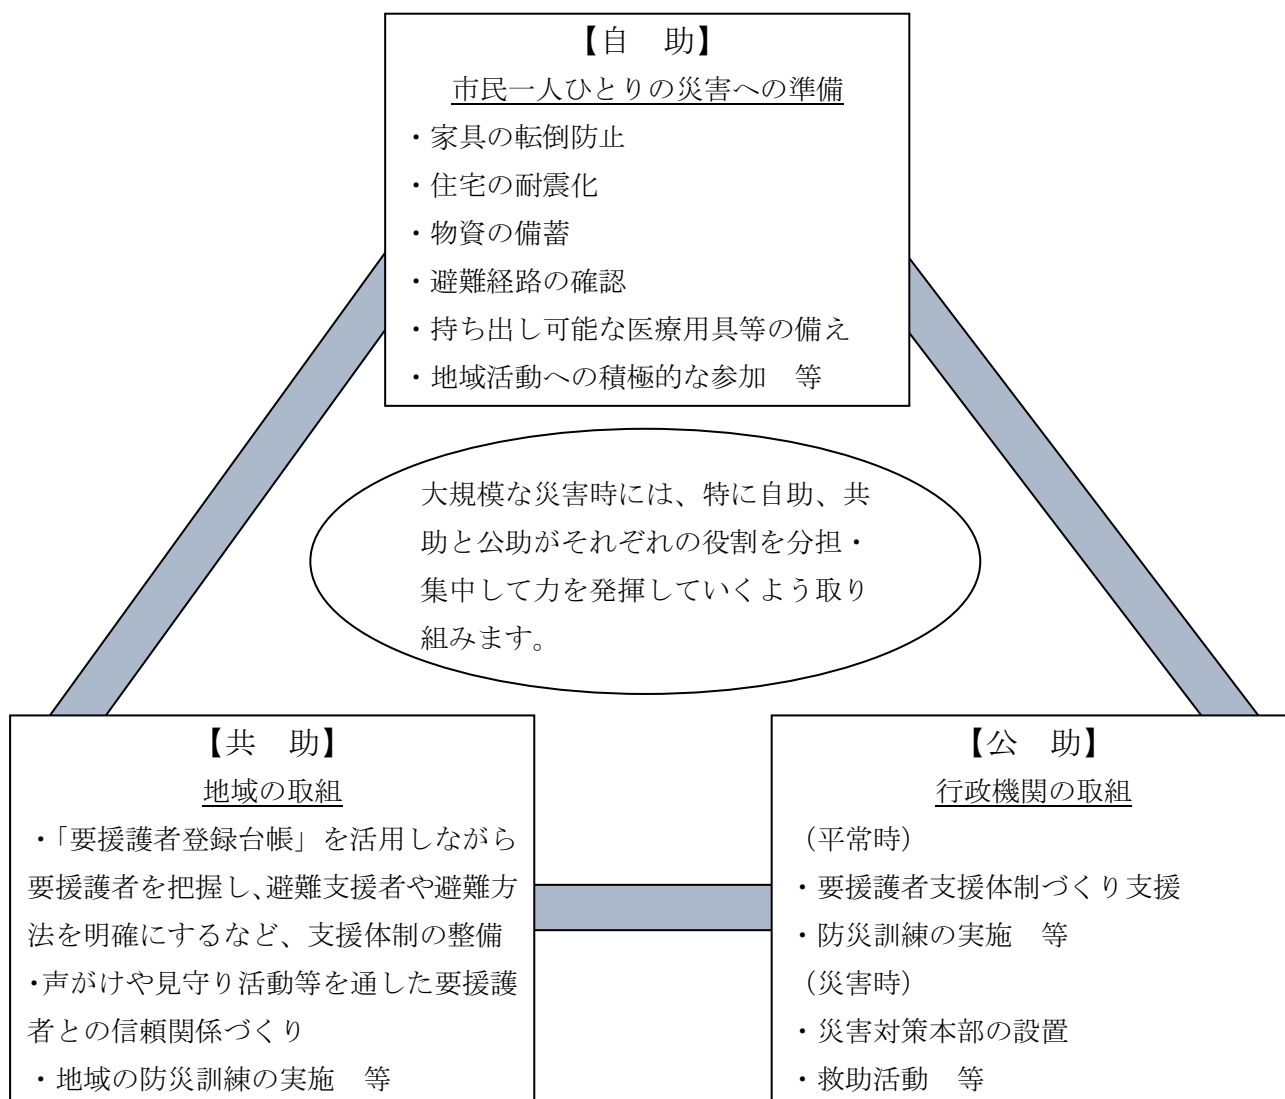 【自　助】
市民一人ひとりの災害への準備
・家具の転倒防止
・住宅の耐震化
・物資の備蓄
・避難経路の確認
・持ち出し可能な医療用具等の備え
・地域活動への積極的な参加　等
大規模な災害時には、特に自助、共
助と公助がそれぞれの役割を分担・
集中して力を発揮していくよう取り
組みます。
【共　助】
地域の取組
・「要援護者登録台帳」を活用しながら
要援護者を把握し、避難支援者や避難方
法を明確にするなど、支援体制の整備
・声がけや見守り活動等を通した要援護
者との信頼関係づくり
・地域の防災訓練の実施　等
【公　助】
行政機関の取組
（平常時）
・要援護者支援体制づくり支援
・防災訓練の実施　等
（災害時）
・災害対策本部の設置
・救助活動　等